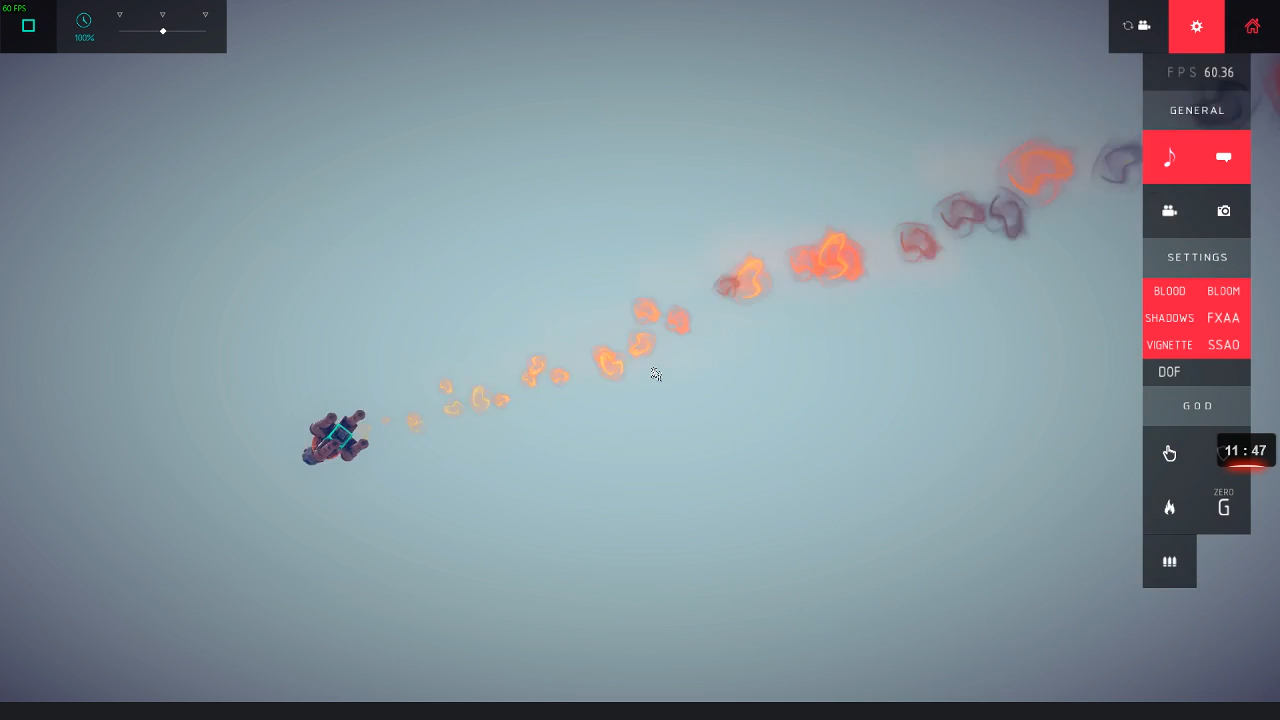 60 FPS
100%
FPS 60.36
GENERAL
SETTINGS
BLOOD BLOOM
SHADOWS FXAA
VIGNETTE SSAO
DOF
GOD
11 : 47
ZERO
G